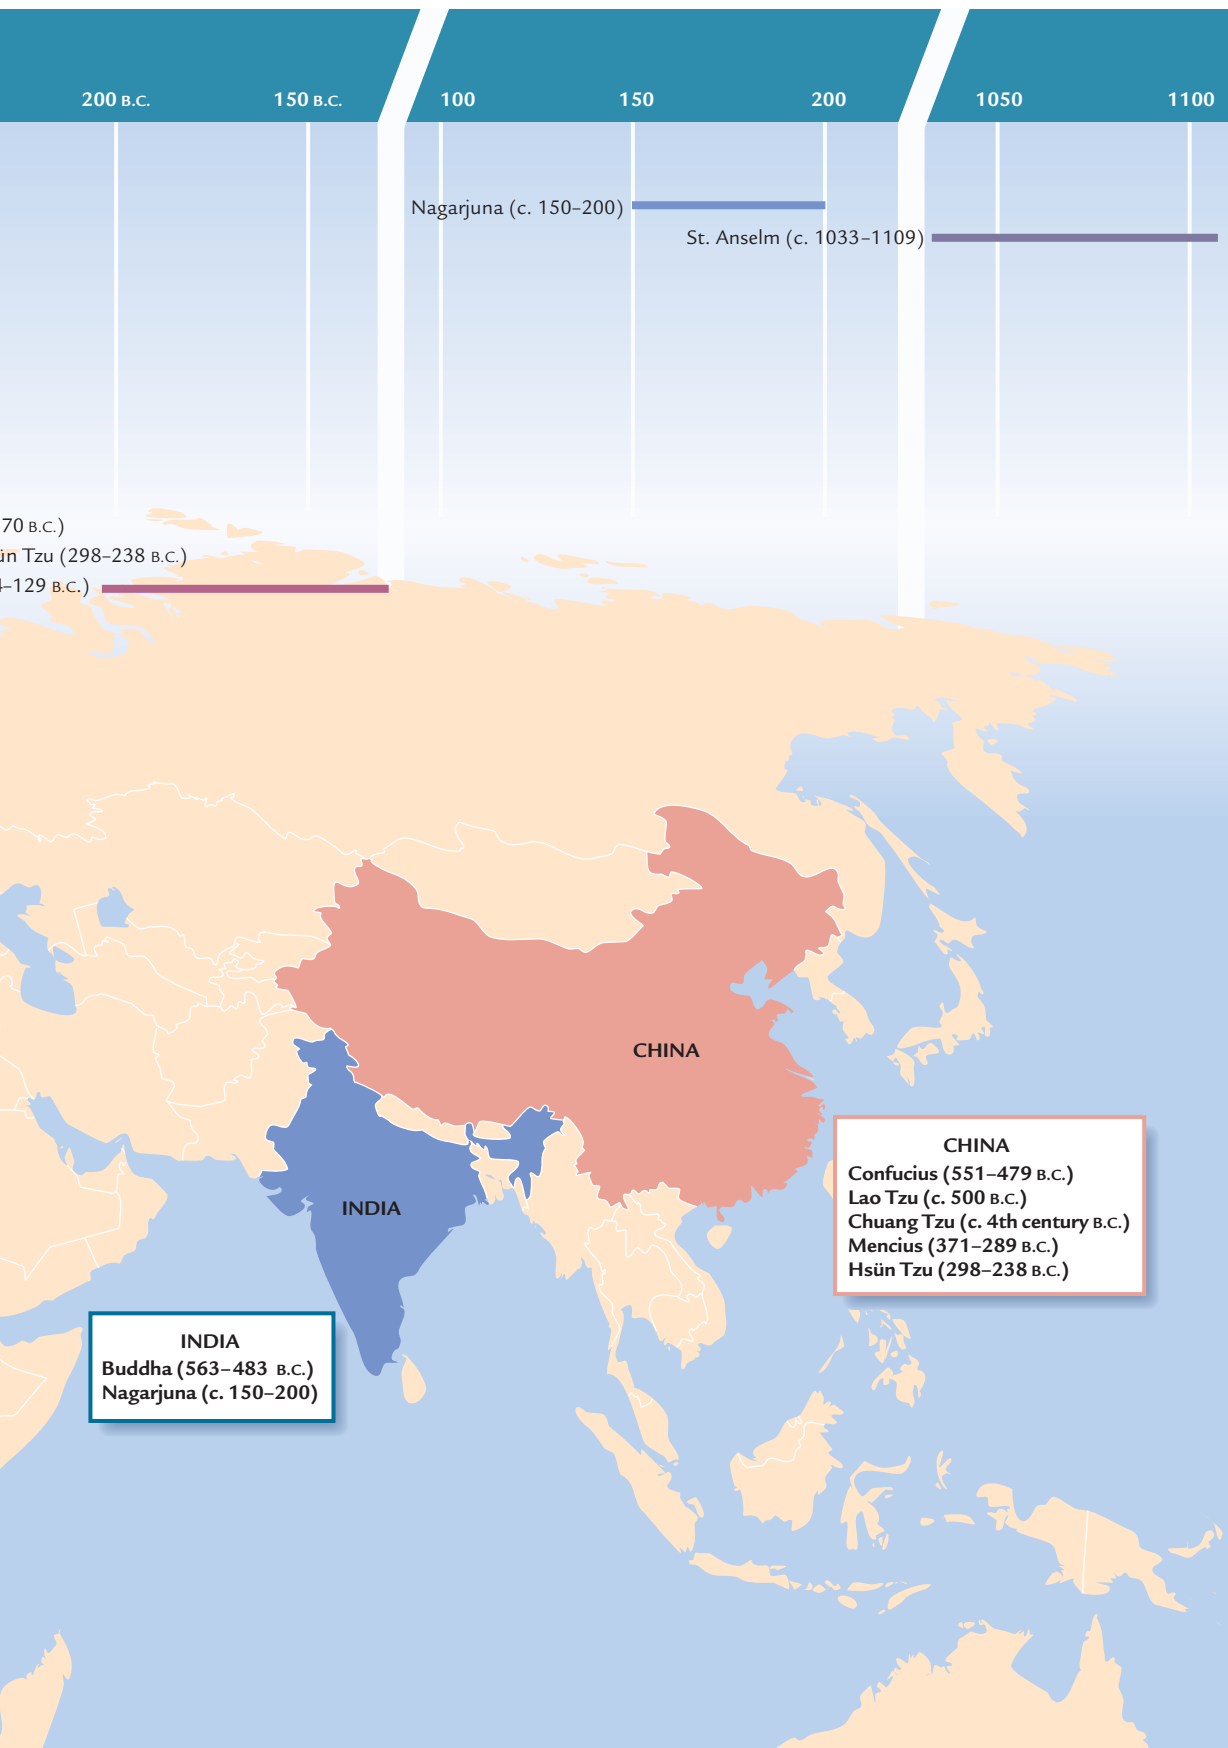 200 B.C. 150 B.C. 100 150 200 1050 1100
Nagarjuna (c. 150–200)
St. Anselm (c. 1033–1109)
70 B.C.)
ün Tzu (298–238 B.C.)
–129 B.C.)
CHINA
INDIA
CHINA
Confucius (551–479 B.C.)
Lao Tzu (c. 500 B.C.)
Chuang Tzu (c. 4th century B.C.)
Mencius (371–289 B.C.)
Hsün Tzu (298–238 B.C.)
INDIA
Buddha (563–483 B.C.)
Nagarjuna (c. 150–200)